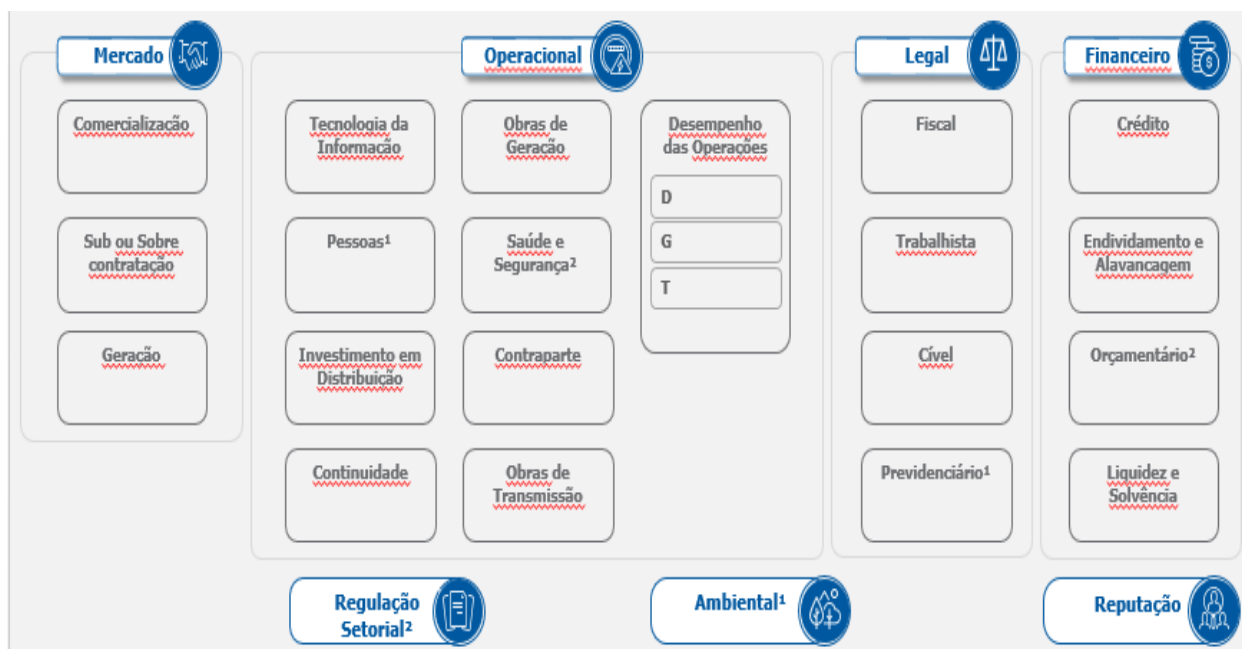 Mercado
Comercialização
Sub ou Sobre
contratação
Geração
Operacional
Tecnologia da
Informação
Obras de
Geração
Desempenho
das Operações
D
G
T
Pessoas¹
Saúde e
Segurança²
Investimento em
Distribuição
Contraparte
Continuidade
Obras de
Transmissão
Legal
Fiscal
Trabalhista
Cível
Previdenciário¹
Financeiro
Crédito
Endividamento e
Alavancagem
Orçamentário²
Liquidez e
Solvência
Regulação
Setorial²
Ambiental¹
Reputação